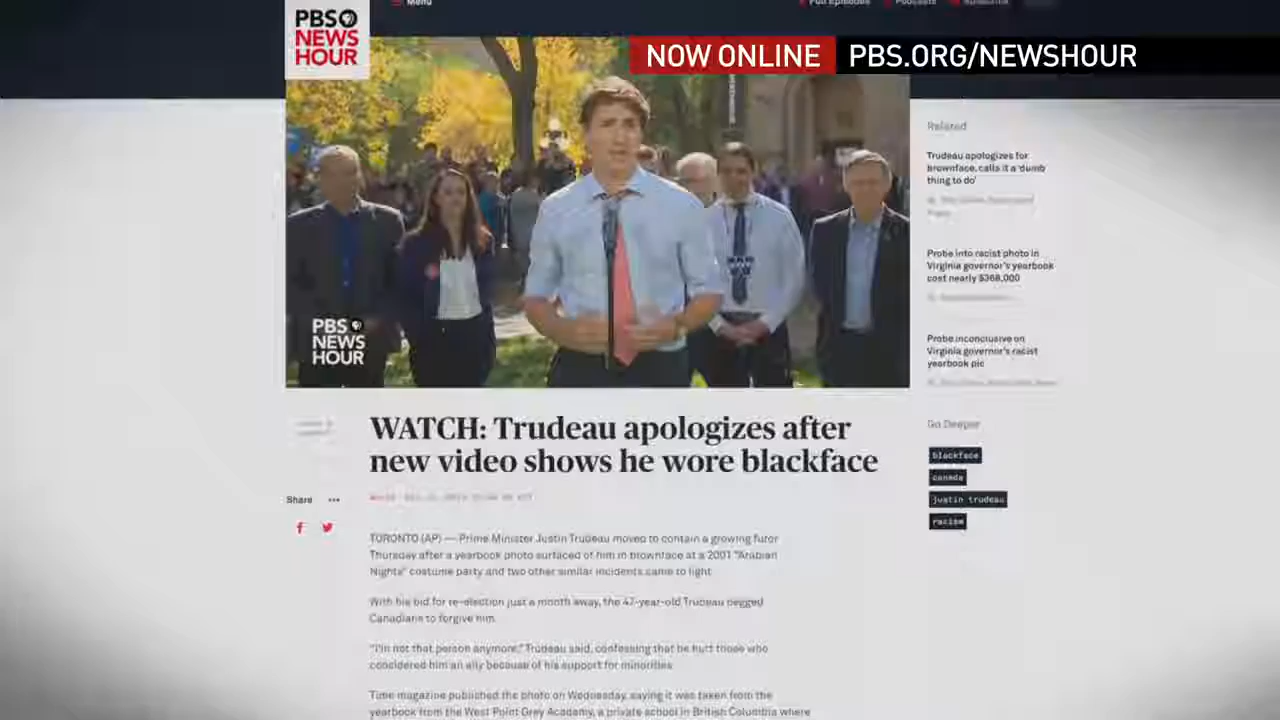 Menu
Full Episodes
Podcasts
PBS
NEWS
HOUR
NOW ONLINE
PBS.ORG/NEWSHOUR
PBS
NEWS
HOUR
WATCH: Trudeau apologizes after
new video shows he wore blackface
Share
TORONTO (AP) — Prime Minister Justin Trudeau moved to contain a growing furor
Thursday after a yearbook photo surfaced of him in brownface at a 2001 "Arabian
Nights" costume party and two other similar incidents came to light.
With his bid for re-election just a month away, the 47-year-old Trudeau begged
Canadians to forgive him.
"I'm not that person anymore," Trudeau said, confessing that he hurt those who
considered him an ally because of his support for minorities.
Time magazine published the photo on Wednesday, saying it was taken from the
yearbook from the West Point Grey Academy, a private school in British Columbia where
Related
Trudeau apologizes for
brownface, calls it a 'dumb
thing to do'
Probe into racist photo in
Virginia governor's yearbook
cost nearly $368,000
Probe inconclusive on
Virginia governor's racist
yearbook pic
Go Deeper
blackface
canada
justin trudeau
racism